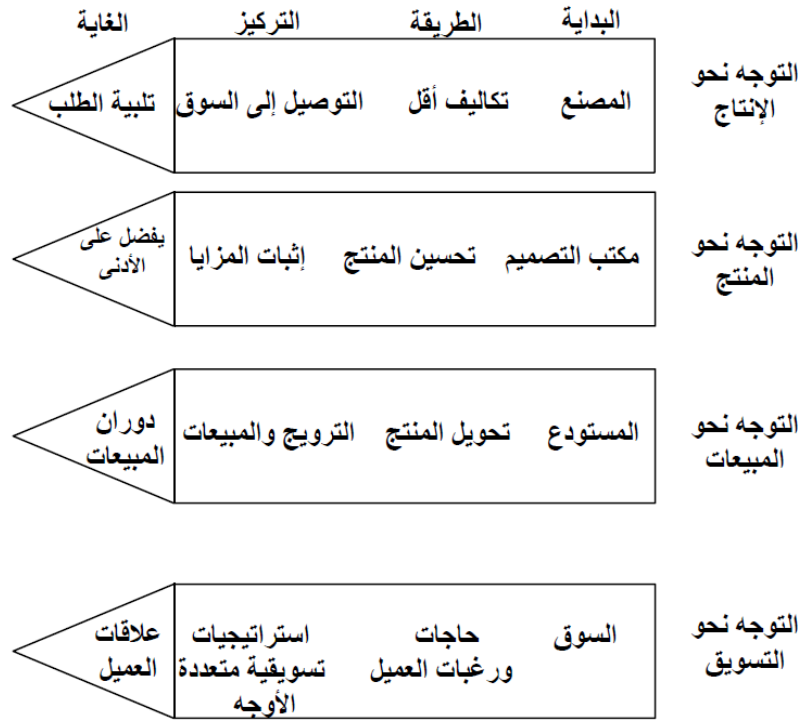 البداية الطريقة التركيز الغاية
التوجه نحو
الإنتاج
المصنع تكاليف أقل التوصيل إلى السوق تلبية الطلب
التوجه نحو
المنتج
مكتب التصميم تحسين المنتج إثبات المزايا
يفضل على
الأدنى
التوجه نحو
المبيعات
المستودع تحويل المنتج الترويج والمبيعات
دوران
المبيعات
التوجه نحو
التسويق
السوق
حاجات
ورغبات العميل
استراتيجيات
تسويقية متعددة
الأوجه
علاقات
العميل